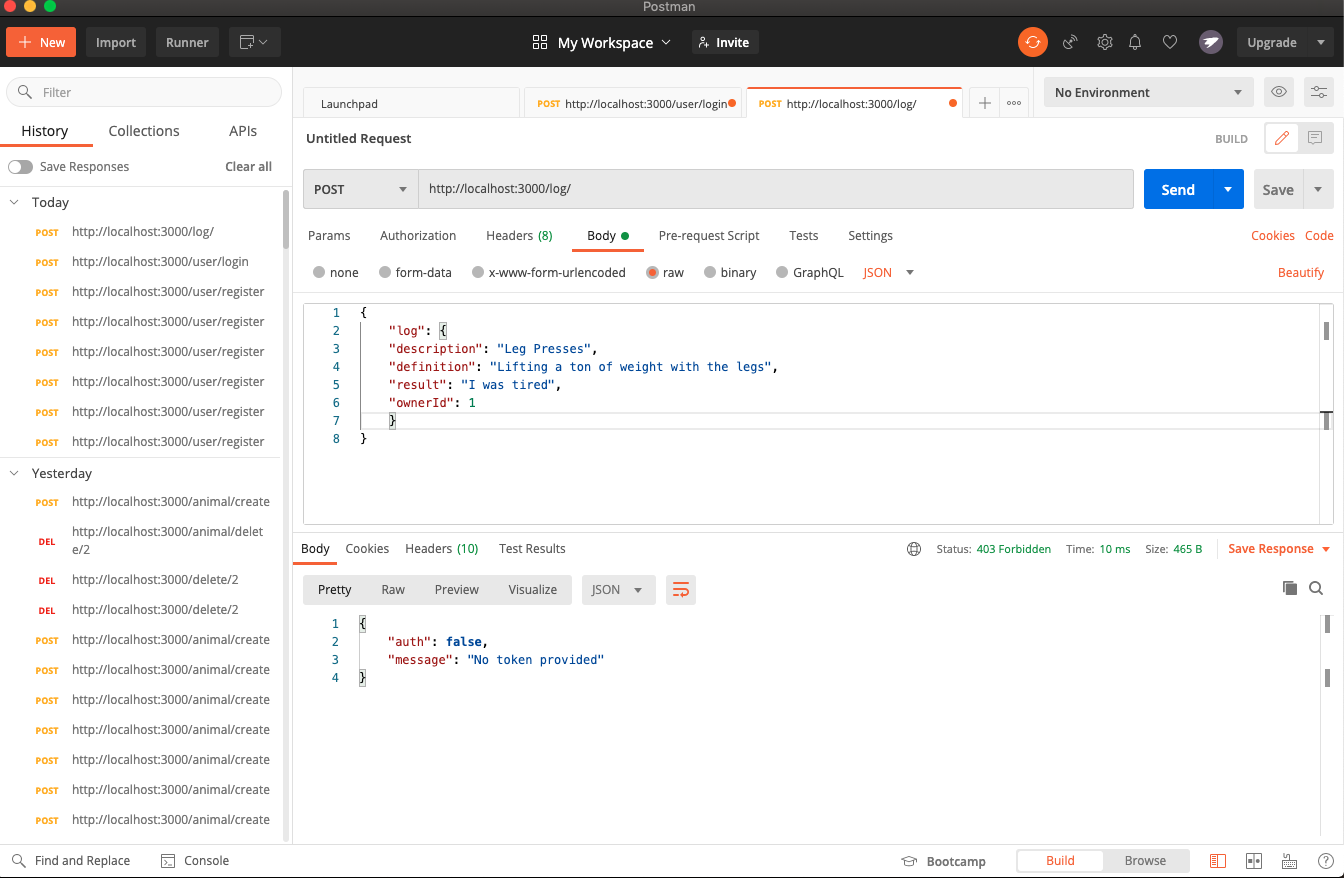 Postman
New
Import
Runner
My Workspace
Invite
Upgrade
Filter
History
Collections
APIs
Save Responses
Clear all
Today
POST http://localhost:3000/log/
POST http://localhost:3000/user/login
POST http://localhost:3000/user/register
POST http://localhost:3000/user/register
POST http://localhost:3000/user/register
POST http://localhost:3000/user/register
POST http://localhost:3000/user/register
POST http://localhost:3000/user/register
Yesterday
POST http://localhost:3000/animal/create
DEL http://localhost:3000/animal/delet
e/2
DEL http://localhost:3000/delete/2
DEL http://localhost:3000/delete/2
POST http://localhost:3000/animal/create
POST http://localhost:3000/animal/create
POST http://localhost:3000/animal/create
POST http://localhost:3000/animal/create
POST http://localhost:3000/animal/create
POST http://localhost:3000/animal/create
POST http://localhost:3000/animal/create
Launchpad
POST http://localhost:3000/user/login
POST http://localhost:3000/log/
No Environment
Untitled Request
BUILD
POST
http://localhost:3000/log/
Send
Save
Params
Authorization
Headers (8)
Body
Pre-request Script
Tests
Settings
Cookies
Code
none
form-data
x-www-form-urlencoded
raw
binary
GraphQL
JSON
Beautify
1 {
2 "log": {
3 "description": "Leg Presses",
4 "definition": "Lifting a ton of weight with the legs",
5 "result": "I was tired",
6 "ownerId": 1
7 }
8 }
Body
Cookies
Headers (10)
Test Results
Status: 403 Forbidden
Time: 10 ms
Size: 465 B
Save Response
Pretty
Raw
Preview
Visualize
JSON
1 {
2 "auth": false,
3 "message": "No token provided"
4 }
Find and Replace
Console
Bootcamp
Build
Browse